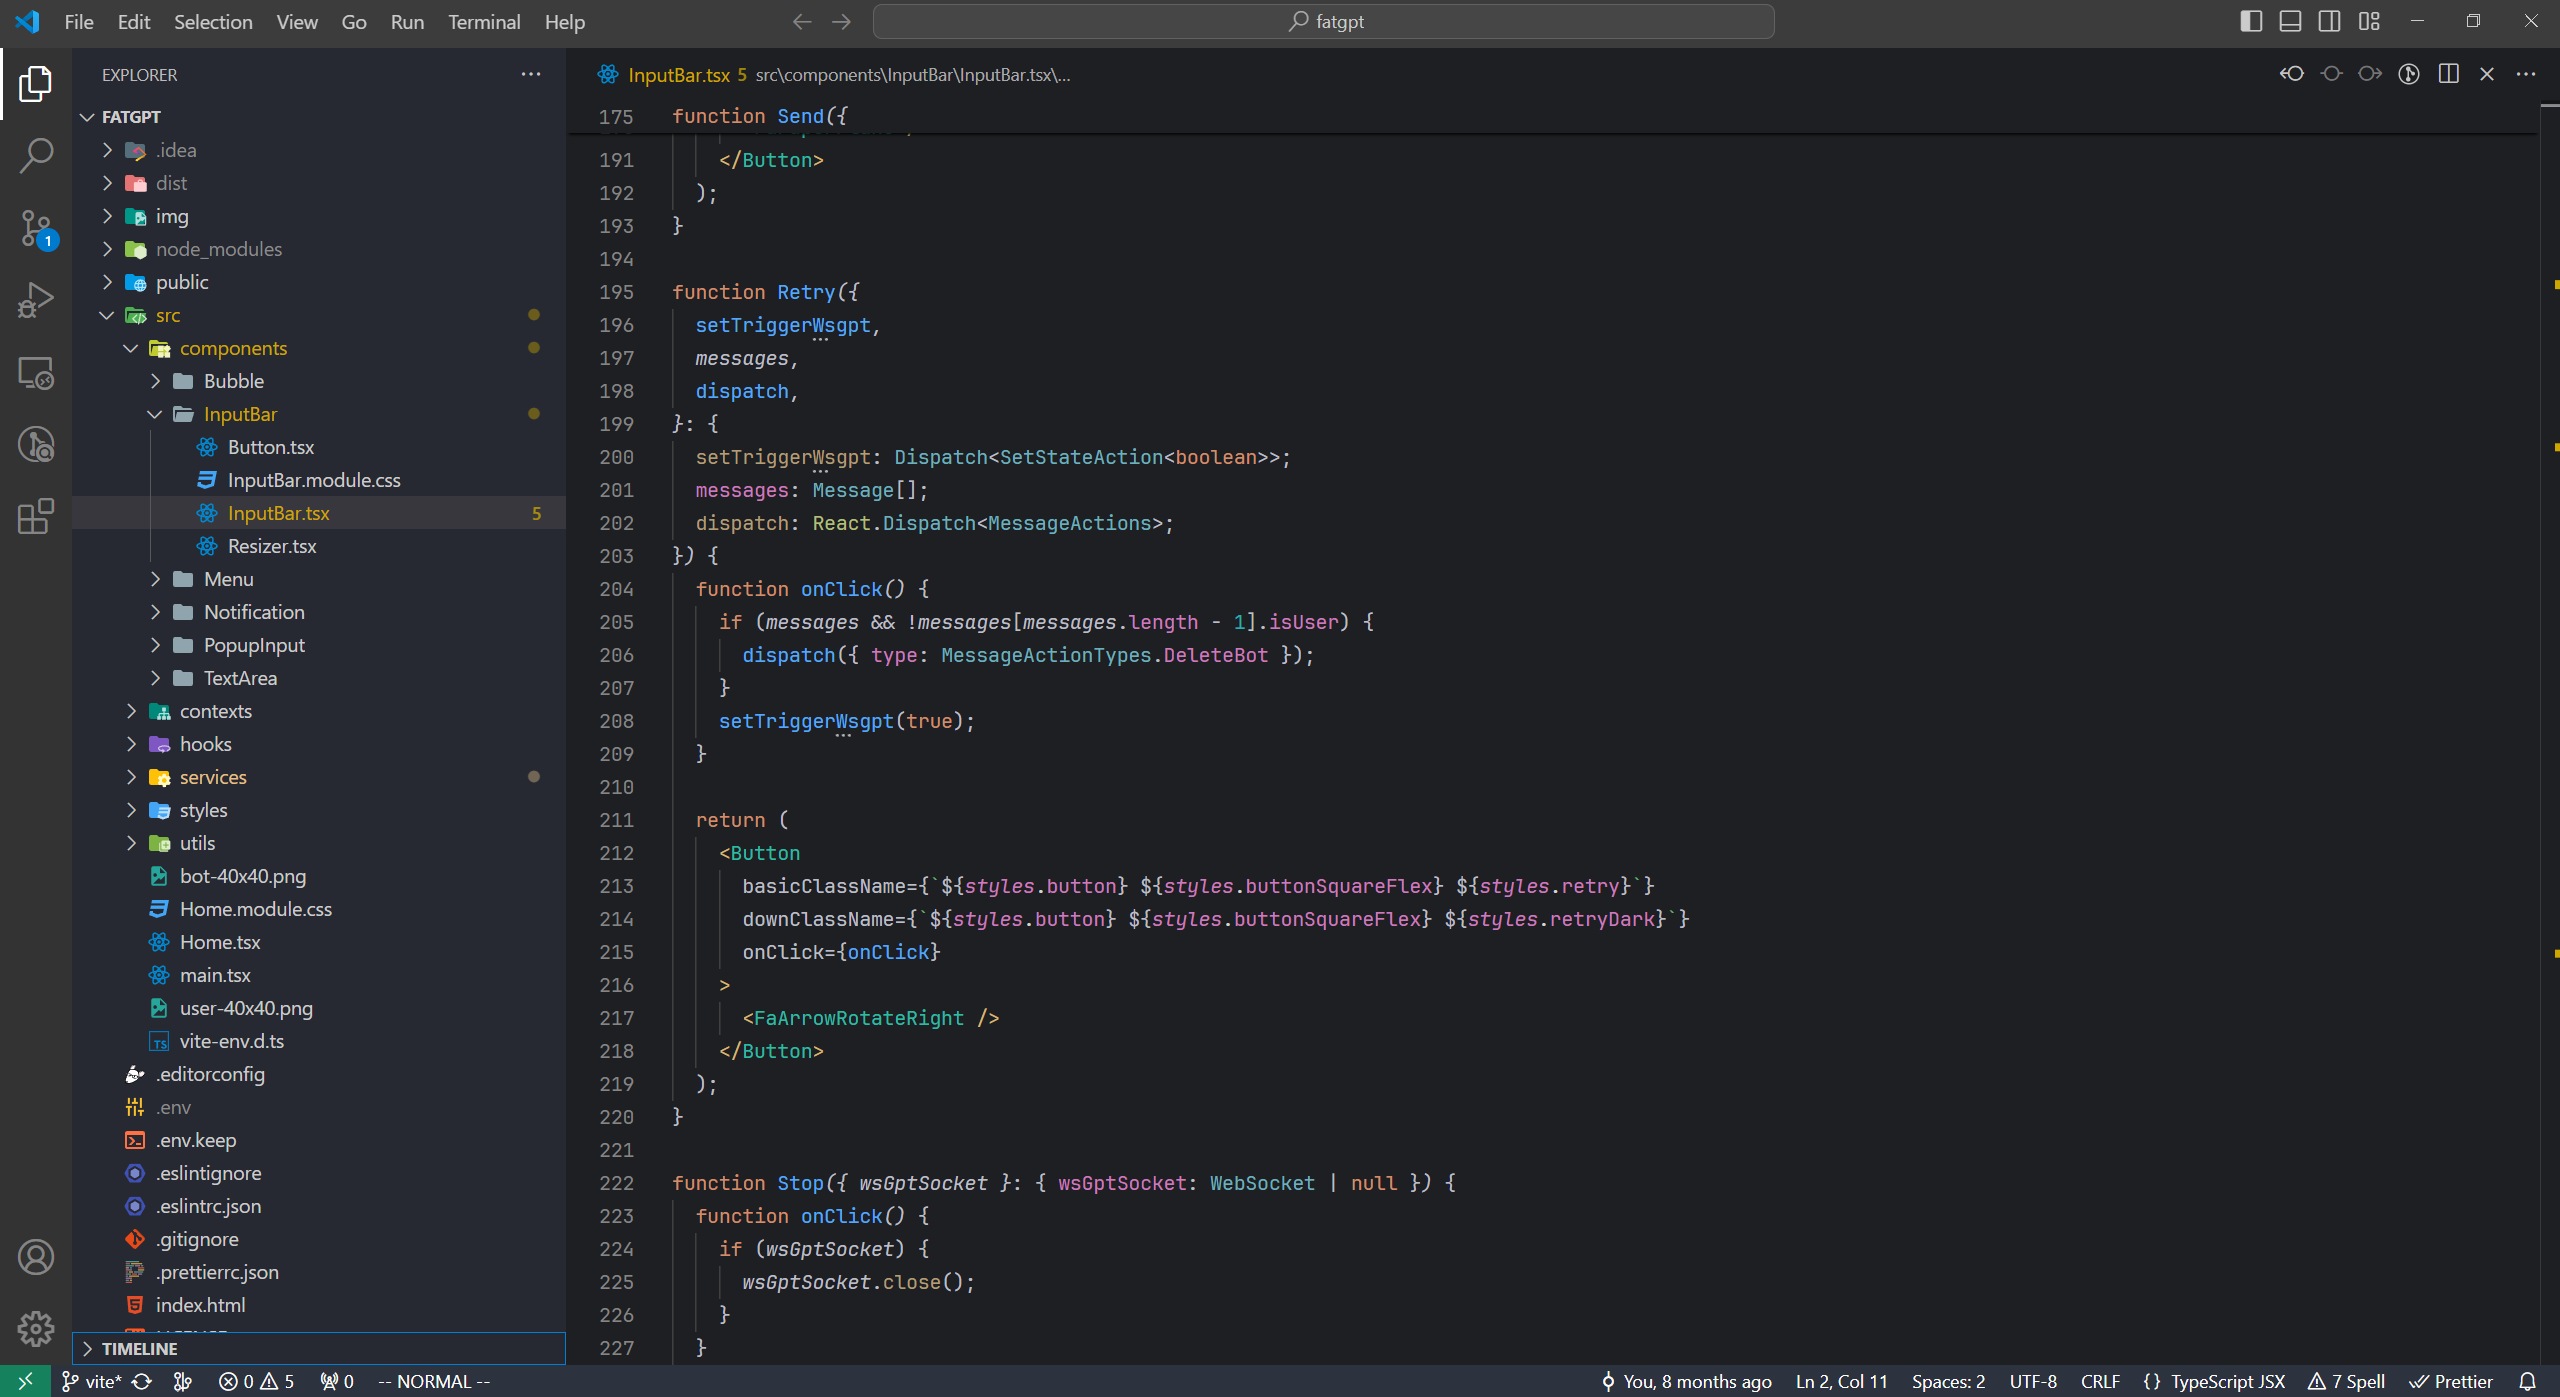 File Edit Selection View Go Run Terminal Help
fatgpt
EXPLORER
FATGPT
.idea
dist
img
node_modules
public
src
components
Bubble
InputBar
Button.tsx
InputBar.module.css
InputBar.tsx 5
Resizer.tsx
Menu
Notification
PopupInput
TextArea
contexts
hooks
services
styles
utils
bot-40x40.png
Home.module.css
Home.tsx
main.tsx
user-40x40.png
vite-env.d.ts
.editorconfig
.env
.env.keep
.eslintignore
.eslintrc.json
.gitignore
.prettierrc.json
index.html
TIMELINE
1
InputBar.tsx 5 src\components\InputBar\InputBar.tsx\...
175 function Send({
191 </Button>
192 );
193 }
194
195 function Retry({
196 setTriggerWsgpt,
197 messages,
198 dispatch,
199 }: {
200 setTriggerWsgpt: Dispatch<SetStateAction<boolean>>;
201 messages: Message[];
202 dispatch: React.Dispatch<MessageActions>;
203 }) {
204 function onClick() {
205 if (messages && !messages[messages.length - 1].isUser) {
206 dispatch({ type: MessageActionTypes.DeleteBot });
207 }
208 setTriggerWsgpt(true);
209 }
210
211 return (
212 <Button
213 basicClassName={`${styles.button} ${styles.buttonSquareFlex} ${styles.retry}`}
214 downClassName={`${styles.button} ${styles.buttonSquareFlex} ${styles.retryDark}`}
215 onClick={onClick}
216 >
217 <FaArrowRotateRight />
218 </Button>
219 );
220 }
221
222 function Stop({ wsGptSocket }: { wsGptSocket: WebSocket | null }) {
223 function onClick() {
224 if (wsGptSocket) {
225 wsGptSocket.close();
226 }
227 }
vite* 0 5 0 -- NORMAL -- You, 8 months ago Ln 2, Col 11 Spaces: 2 UTF-8 CRLF {} TypeScript JSX 7 Spell Prettier